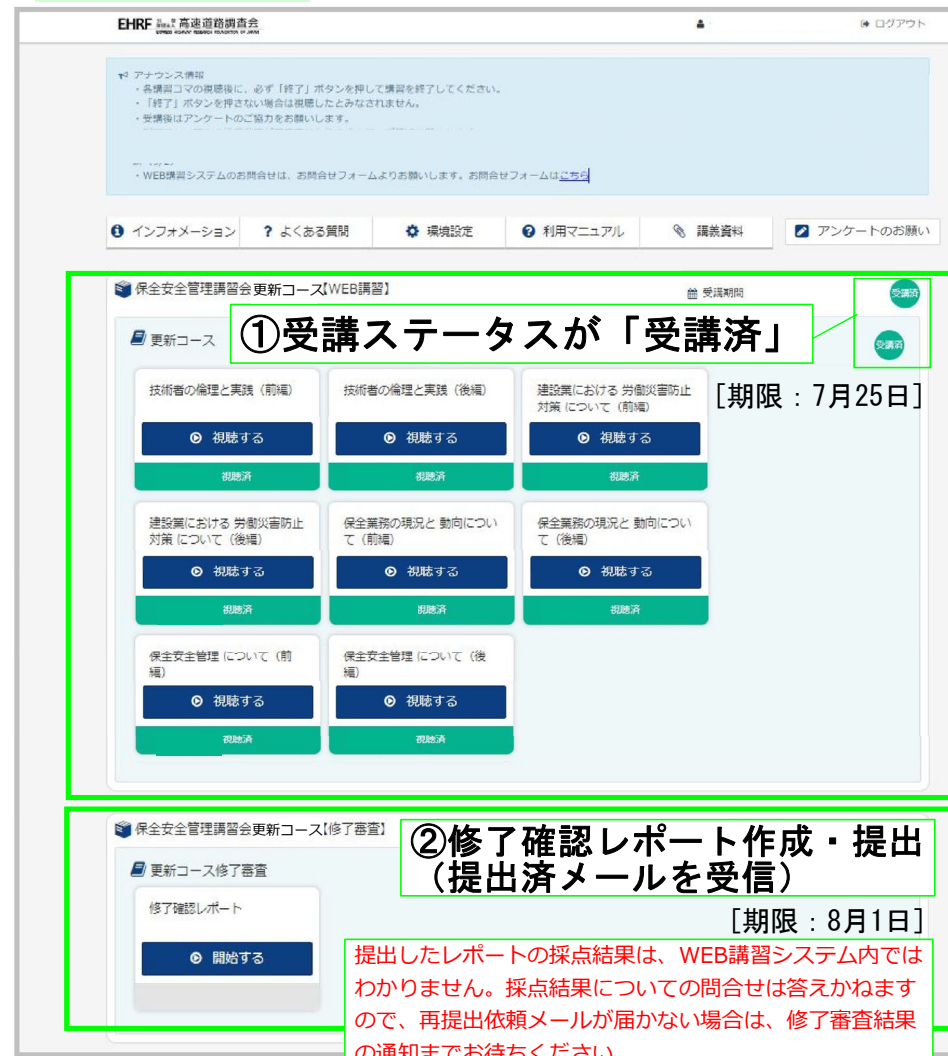 EHRF 高速道路調査会
ログアウト
アナウンス情報
・各講習コマの視聴後に、必ず「終了」ボタンを押して講習を終了してください。
・「終了」ボタンを押さない場合は視聴したとみなされません。
・受講後はアンケートのご協力をお願いします。
・WEB講習システムのお問合せは、お問合せフォームよりお願いします。お問合せフォームはこちら
インフォメーション ? よくある質問 環境設定 利用マニュアル 講義資料 アンケートのお願い
保全安全管理講習会更新コース【WEB講習】 受講期間 受講済
更新コース ①受講ステータスが「受講済」 受講済
[期限：7月25日]
技術者の倫理と実践（前編） 技術者の倫理と実践（後編） 建設業における 労働災害防止
対策 について（前編）
視聴する 視聴する 視聴する
視聴済 視聴済 視聴済
建設業における 労働災害防止 保全業務の現況と 動向につい 保全業務の現況と 動向につい
対策 について（後編） て（前編） て（後編）
視聴する 視聴する 視聴する
視聴済 視聴済 視聴済
保全安全管理 について（前 保全安全管理 について（後
編） 編）
視聴する 視聴する
視聴済 視聴済
保全安全管理講習会更新コース【修了審査】
②修了確認レポート作成・提出
（提出済メールを受信）
更新コース修了審査
修了確認レポート
[期限：8月1日]
開始する
提出したレポートの採点結果は、WEB講習システム内では
わかりません。採点結果についての問合せは答えかねます
ので、再提出依頼メールが届かない場合は、修了審査結果
の通知までお待ちください